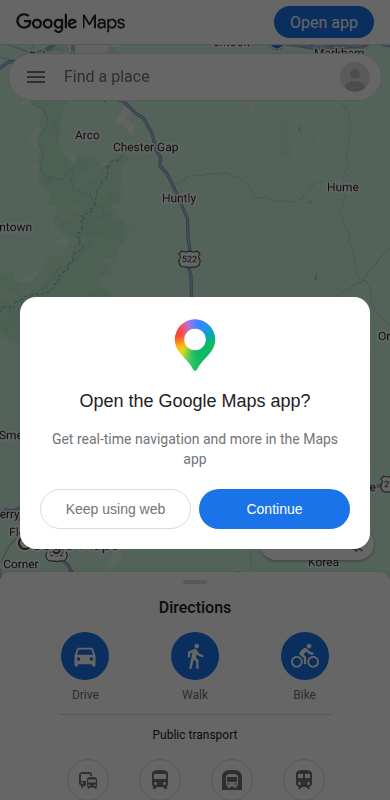 Google Maps
Open app
Markham
Find a place
Arco
Chester Gap
Hume
Huntly
ntown
522
Open the Google Maps app?
Get real-time navigation and more in the Maps
app
Keep using web
Continue
Corner
Korea
Directions
Drive
Walk
Bike
Public transport